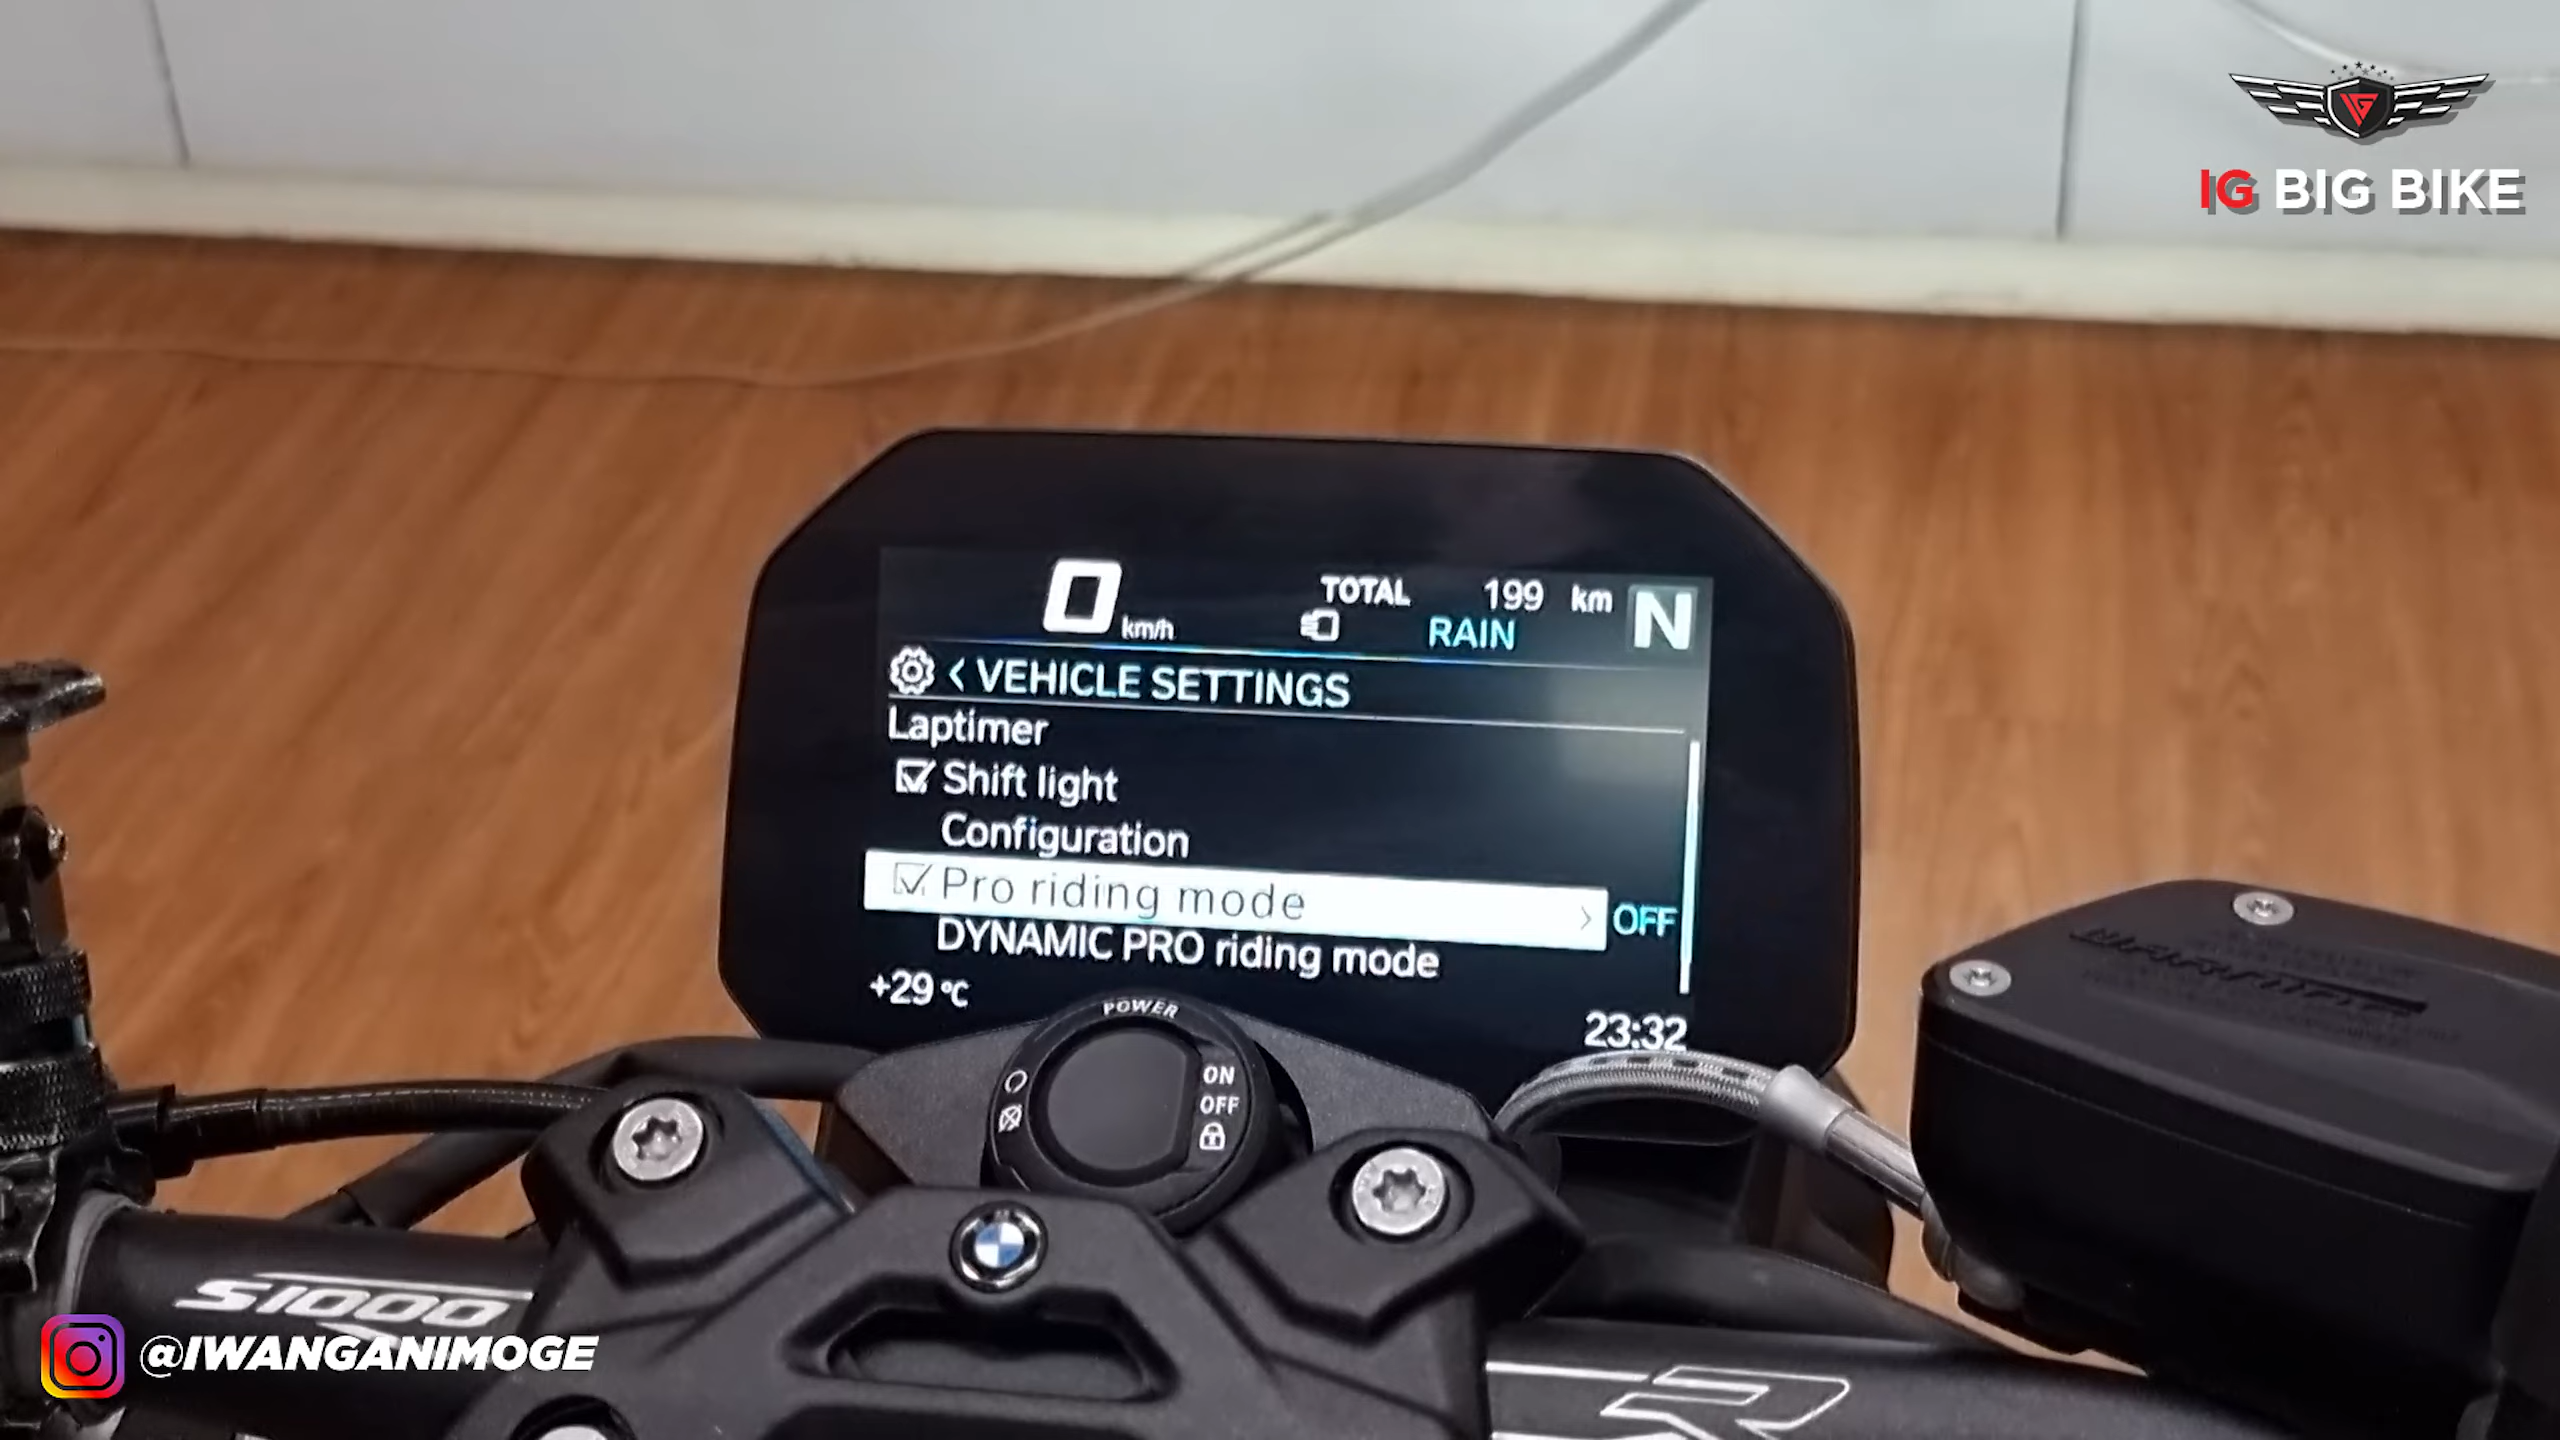 IG BIG BIKE
0 km/h
TOTAL 199 km
RAIN
N
< VEHICLE SETTINGS
Laptimer
Shift light
Configuration
Pro riding mode > OFF
DYNAMIC PRO riding mode
+29 °C
23:32
POWER
ON
OFF
WARNING
S1000
R
@IWANGANIMOGE